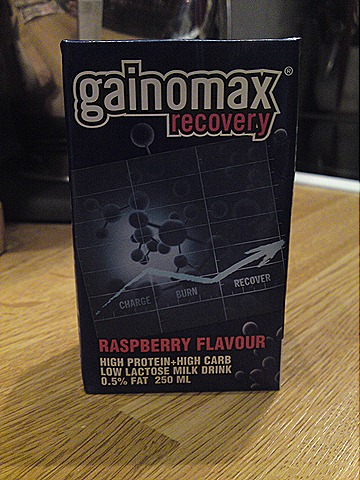 gainomax®
recovery
CHARGE BURN RECOVER
RASPBERRY FLAVOUR
HIGH PROTEIN+HIGH CARB
LOW LACTOSE MILK DRINK
0.5% FAT 250 ML